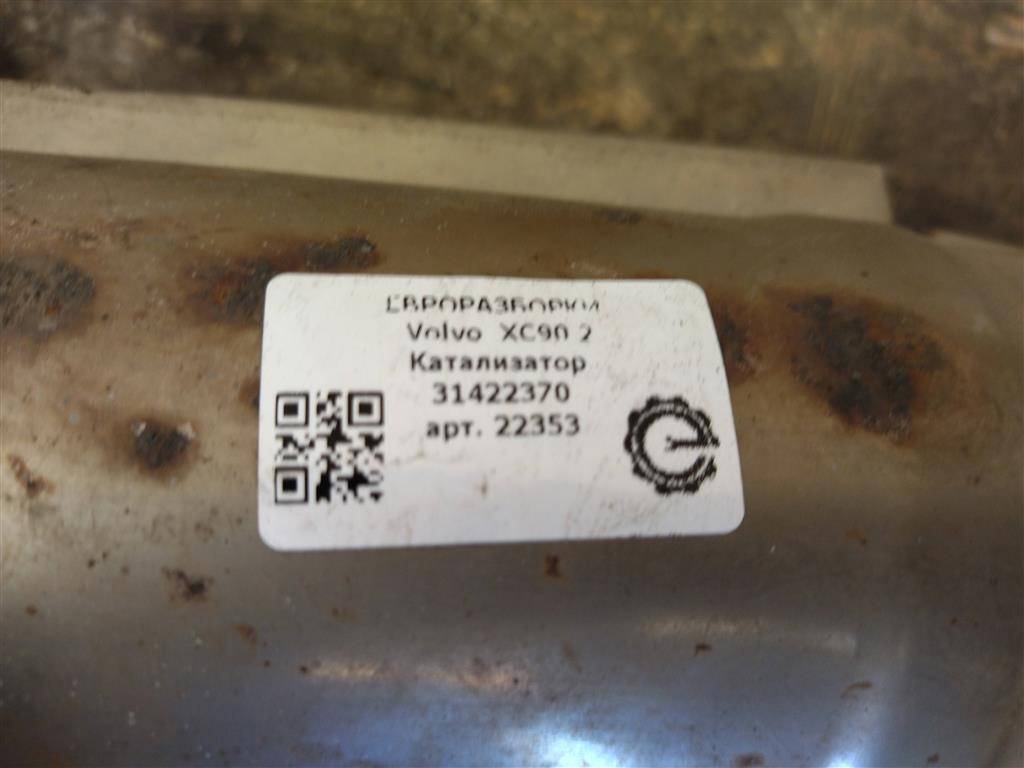 ЕВРОРАЗБОРКИ
Volvo XC90 2
Катализатор
31422370
арт. 22353